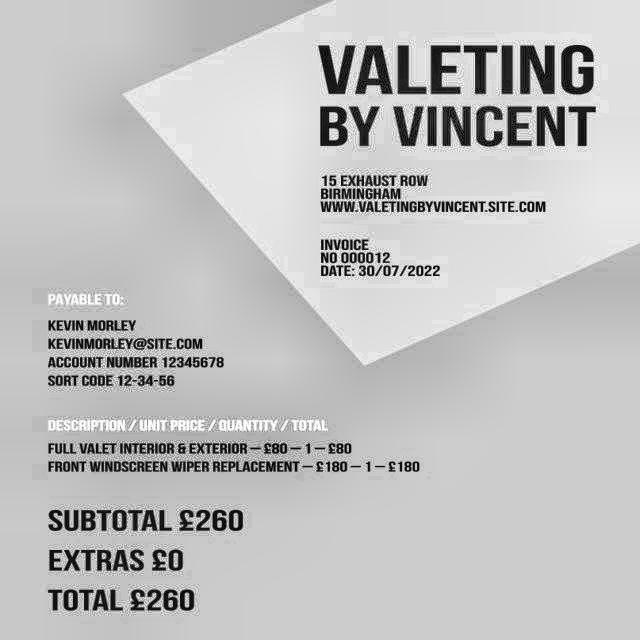 VALETING
BY VINCENT
15 EXHAUST ROW
BIRMINGHAM
WWW.VALETINGBYVINCENT.SITE.COM
INVOICE
NO 000012
DATE: 30/07/2022
PAYABLE TO:
KEVIN MORLEY
KEVINMORLEY@SITE.COM
ACCOUNT NUMBER 12345678
SORT CODE 12-34-56
DESCRIPTION / UNIT PRICE / QUANTITY / TOTAL
FULL VALET INTERIOR & EXTERIOR — £80 — 1 — £80
FRONT WINDSCREEN WIPER REPLACEMENT — £180 — 1 — £180
SUBTOTAL £260
EXTRAS £0
TOTAL £260